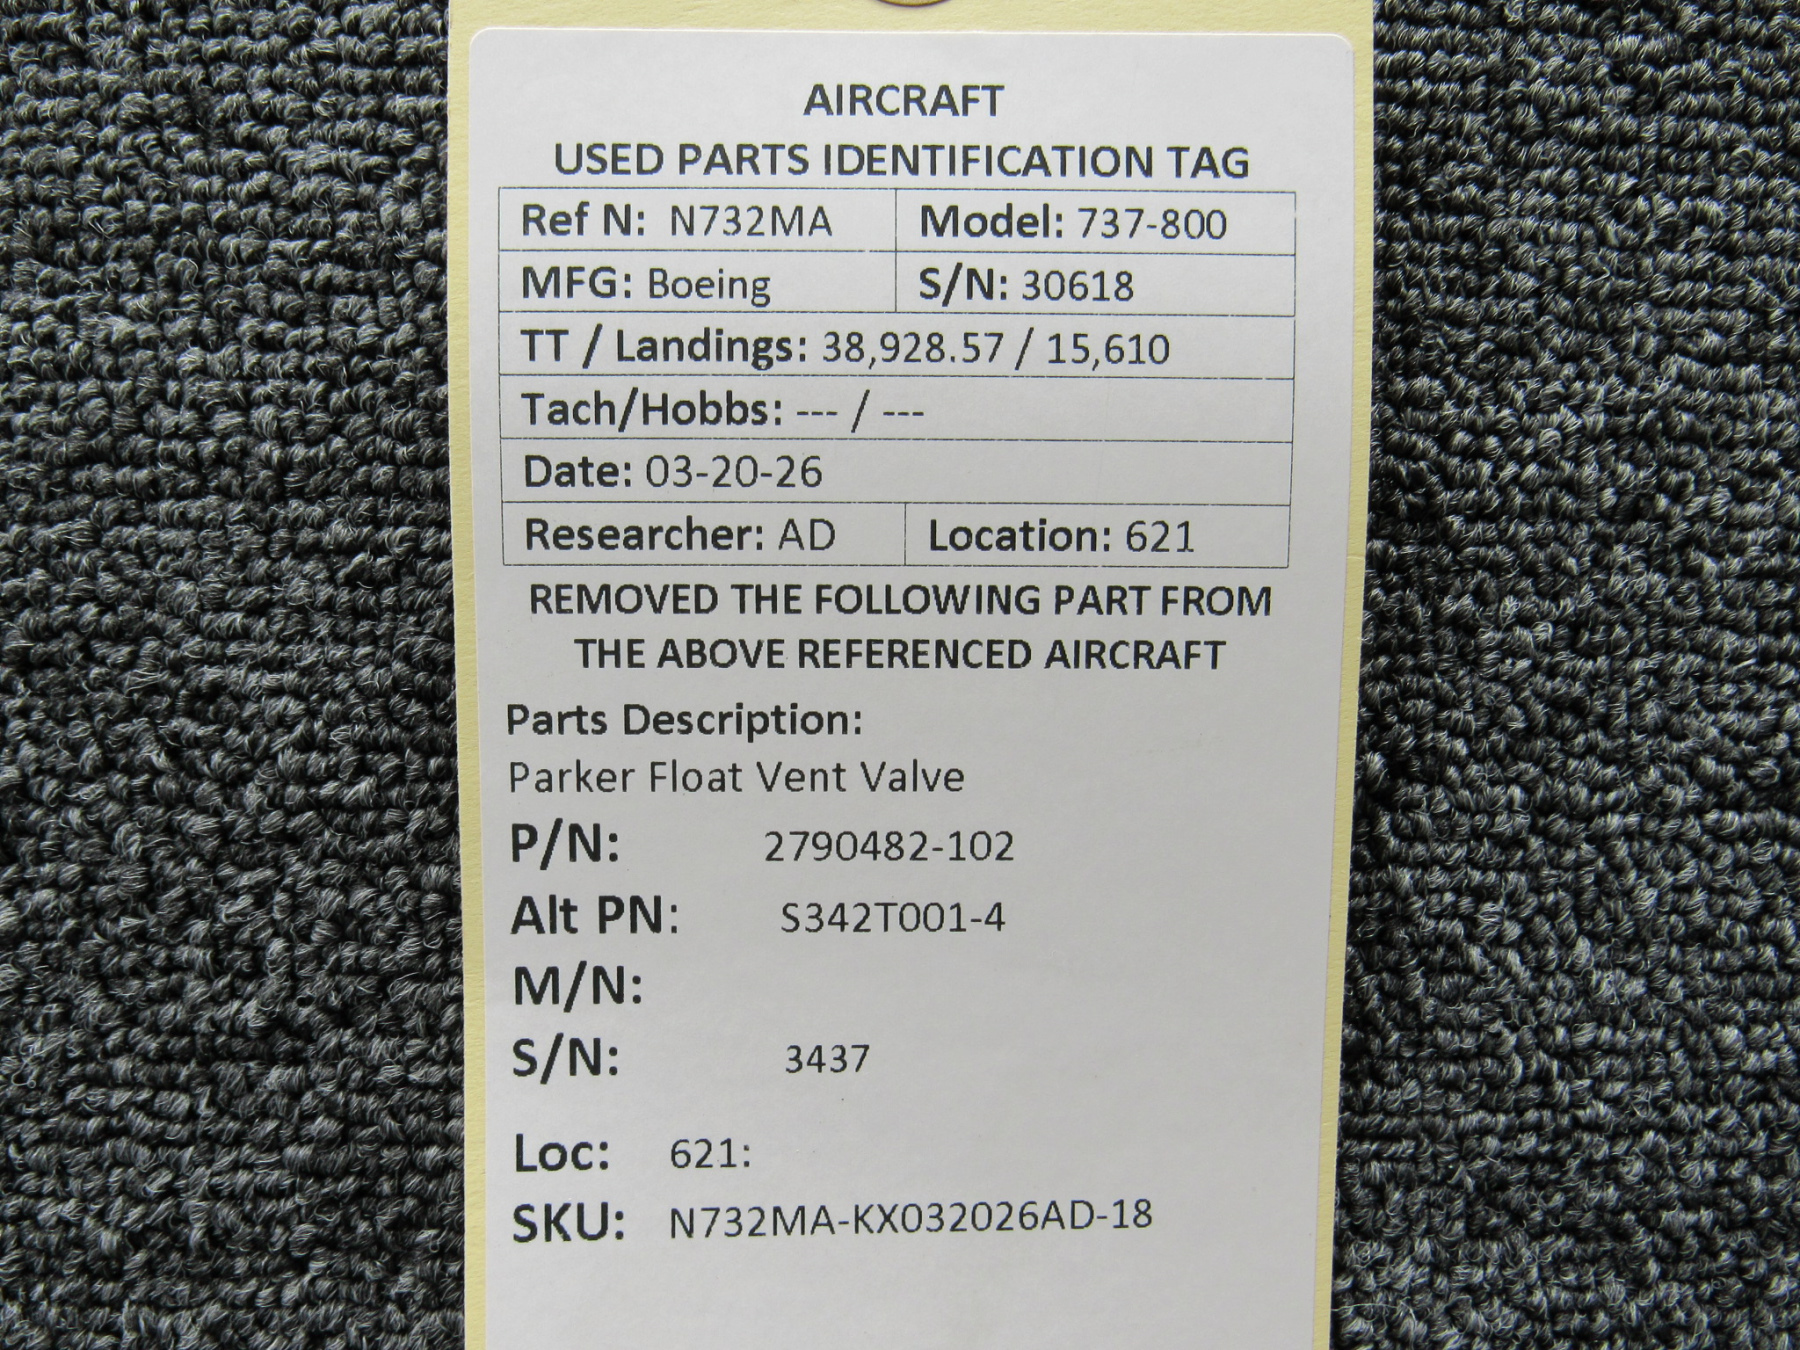 AIRCRAFT
USED PARTS IDENTIFICATION TAG
Ref N: N732MA Model: 737-800
MFG: Boeing S/N: 30618
TT / Landings: 38,928.57 / 15,610
Tach/Hobbs: --- / ---
Date: 03-20-26
Researcher: AD Location: 621
REMOVED THE FOLLOWING PART FROM
THE ABOVE REFERENCED AIRCRAFT
Parts Description:
Parker Float Vent Valve
P/N: 2790482-102
Alt PN: S342T001-4
M/N:
S/N: 3437
Loc: 621:
SKU: N732MA-KX032026AD-18